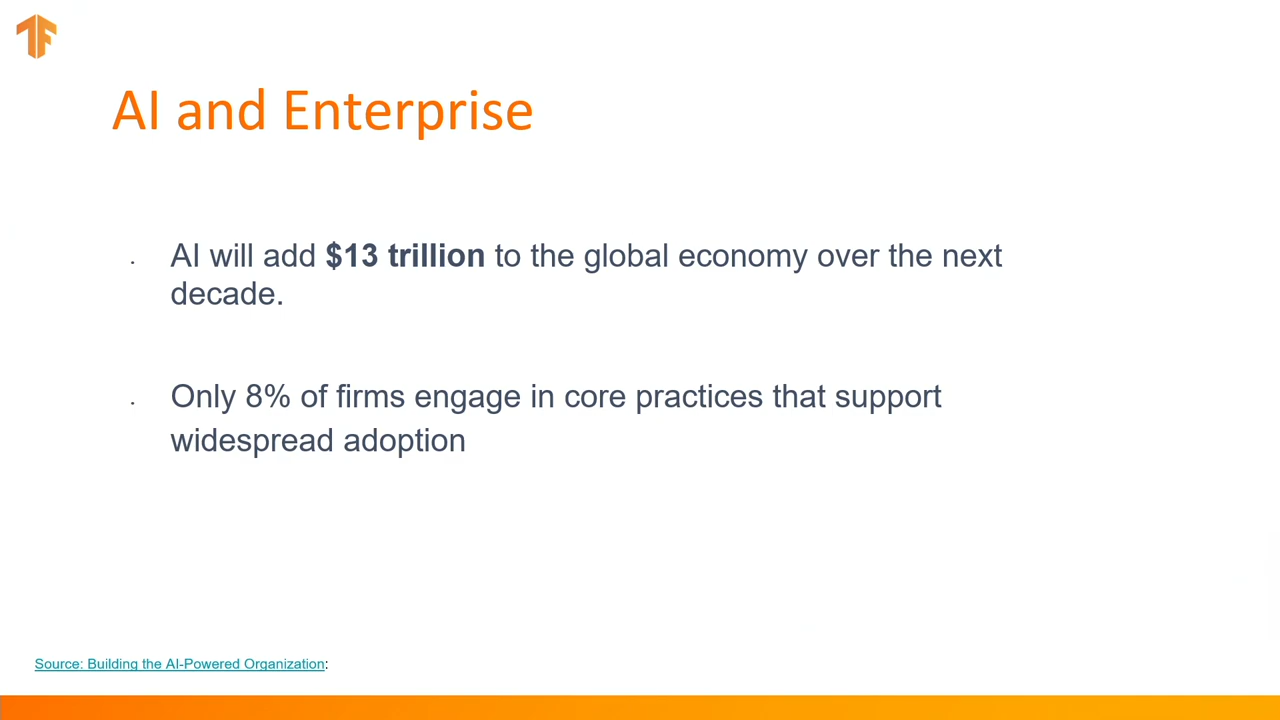 AI and Enterprise
· AI will add $13 trillion to the global economy over the next
decade.
· Only 8% of firms engage in core practices that support
widespread adoption
Source: Building the AI-Powered Organization: